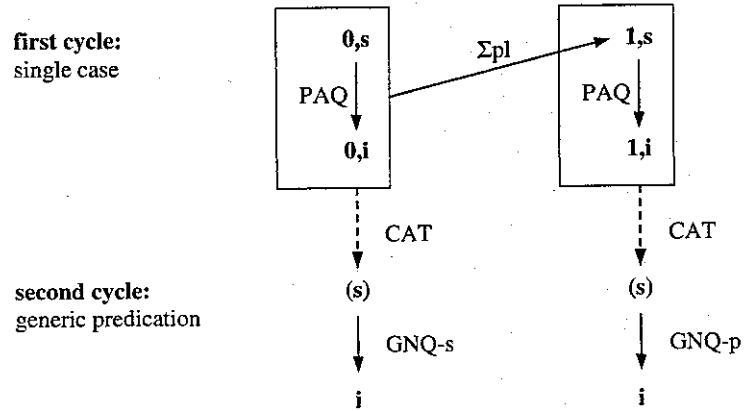 first cycle:
single case
0,s
PAQ
0,i
Σpl
1,s
PAQ
1,i
CAT
CAT
second cycle:
generic predication
(s)
(s)
GNQ-s
GNQ-p
i
i